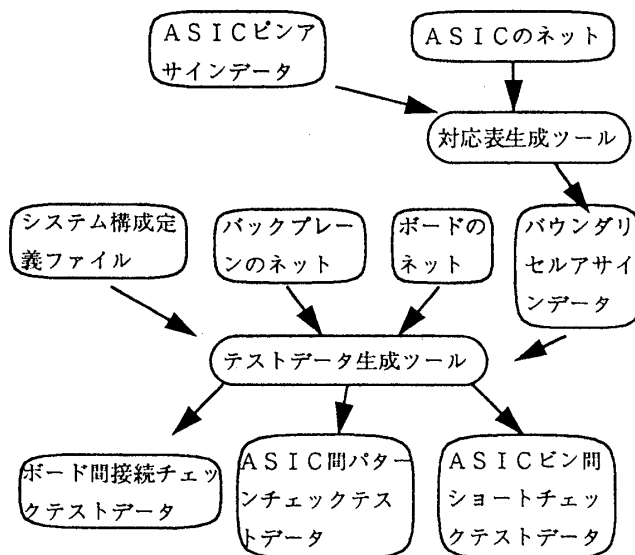 ASICピンア
サインデータ
ASICのネット
対応表生成ツール
システム構成定
義ファイル
バックプレー
ンのネット
ボードの
ネット
バウンダリ
セルアサイ
ンデータ
テストデータ生成ツール
ボード間接続チェッ
クテストデータ
ASIC間パター
ンチェックテス
トデータ
ASICピン間
ショートチェッ
クテストデータ